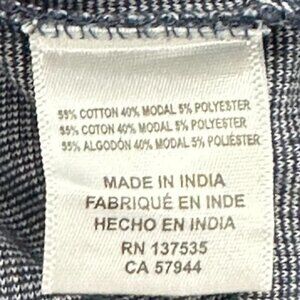 55% COTTON 40% MODAL 5% POLYESTER
55% COTON 40% MODAL 5% POLYESTER
55% ALGODÓN 40% MODAL 5% POLIÉSTER
MADE IN INDIA
FABRIQUÉ EN INDE
HECHO EN INDIA
RN 137535
CA 57944